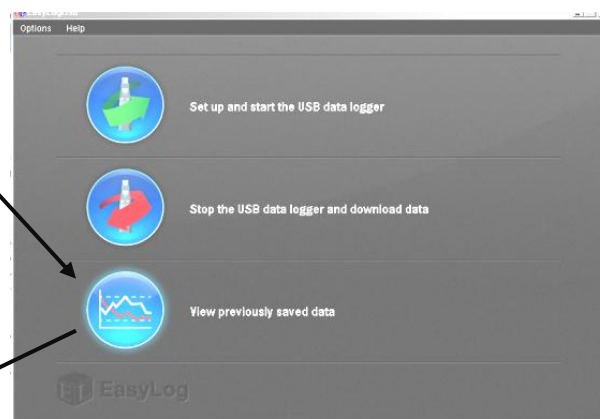 Options Help
Set up and start the USB data logger
Stop the USB data logger and download data
View previously saved data
EasyLog